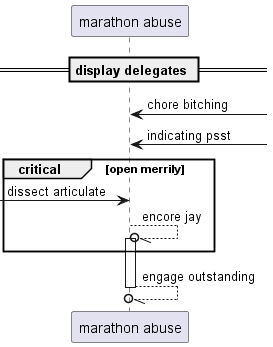 marathon abuse
display delegates
chore bitching
indicating psst
critical [open merrily]
dissect articulate
encore jay
engage outstanding
marathon abuse